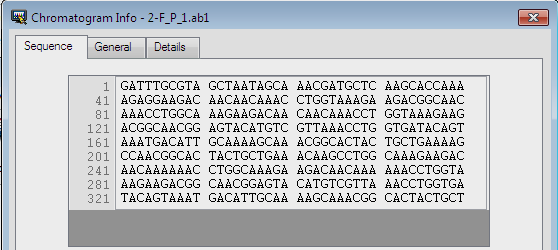 Chromatogram Info - 2-F_P_1.ab1
Sequence General Details
1 GATTTGCGTA GCTAATAGCA AACGATGCTC AAGCACCAAA
41 AGAGGAAGAC AACAACAAAC CTGGTAAAGA AGACGGCAAC
81 AAACCTGGCA AAGAAGACAA CAACAAACCT GGTAAAGAAG
121 ACGGCAACGG AGTACATGTC GTTAAACCTG GTGATACAGT
161 AAATGACATT GCAAAAGCAA ACGGCACTAC TGCTGAAAAG
201 CCAACGGCAC TACTGCTGAA ACAAGCCTGG CAAAGAAGAC
241 AACAAAAAAC CTGGCAAAGA AGACAACAAA AAACCTGGTA
281 AAGAAGACGG CAACGGAGTA CATGTCGTTA AACCTGGTGA
321 TACAGTAAAT GACATTGCAA AAGCAAACGG CACTACTGCT